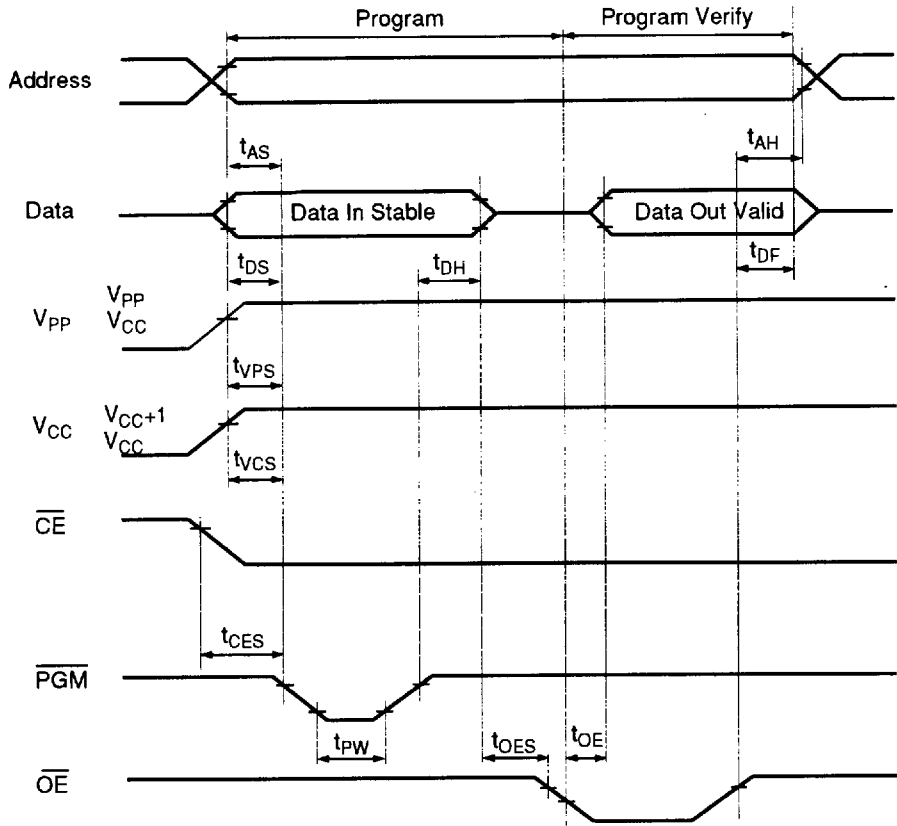 Program Program Verify
Address
tAS tAH
Data Data In Stable Data Out Valid
tDS tDH tDF
VPP VPP
VCC
tVPS
VCC VCC+1
VCC
tVCS
CE
tCES
PGM
tPW tOES tOE
OE